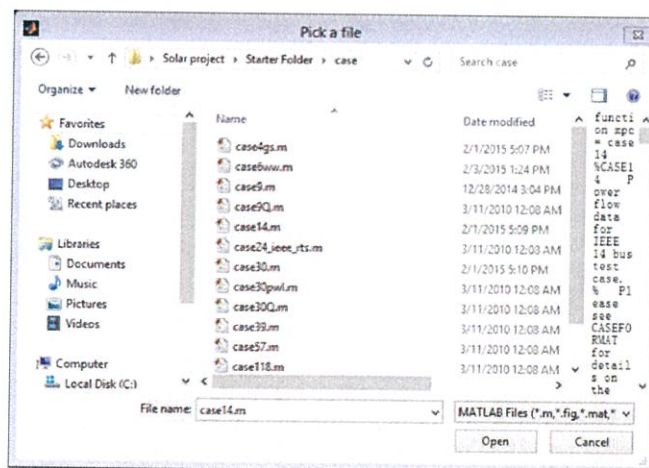 Pick a file
Solar project Starter Folder case
Search case
Organize New folder
Favorites
Downloads
Autodesk 360
Desktop
Recent places
Libraries
Documents
Music
Pictures
Videos
Computer
Local Disk (C:)
Name Date modified
case4gs.m 2/1/2015 5:07 PM
case6ww.m 2/3/2015 1:24 PM
case9.m 12/28/2014 3:04 PM
case9Q.m 3/11/2010 12:08 AM
case14.m 2/1/2015 5:09 PM
case24_ieee_rts.m 3/11/2010 12:08 AM
case30.m 2/1/2015 5:10 PM
case30pwl.m 3/11/2010 12:08 AM
case30Q.m 3/11/2010 12:08 AM
case39.m 3/11/2010 12:08 AM
case57.m 3/11/2010 12:08 AM
case118.m 3/11/2010 12:08 AM
functi
on mpc
= case
14
%CASE1
4 P
ower
flow
data
for
IEEE
14 bus
test
case.
% Pl
ease
see
CASEFO
RMAT
for
detail
s on
the
File name: case14.m
MATLAB Files (*.m,*.fig,*.mat,*
Open Cancel